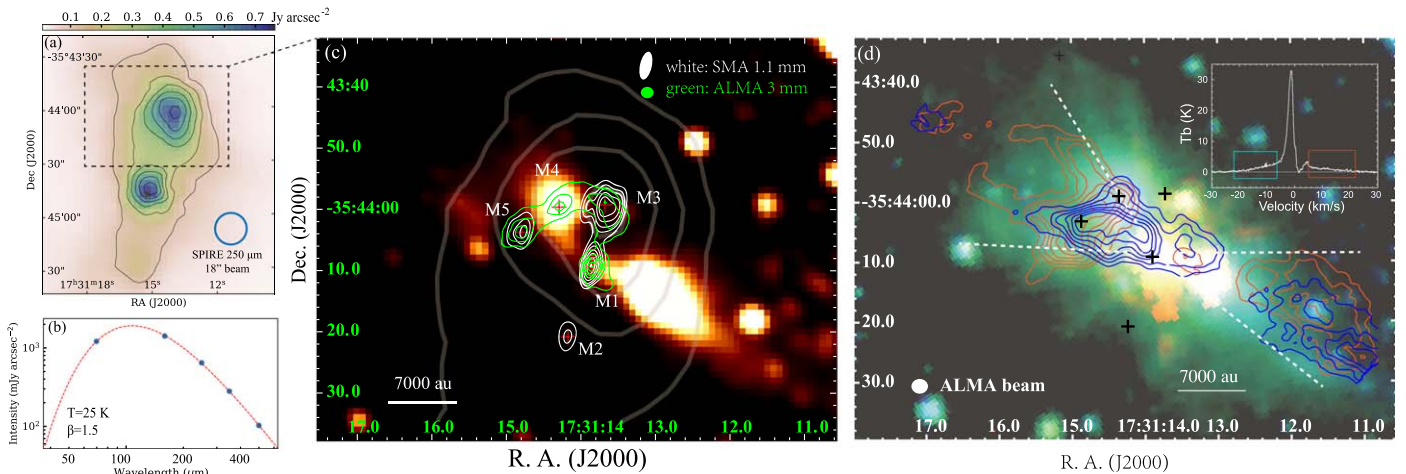 0.1 0.2 0.3 0.4 0.5 0.6 0.7 Jy arcsec⁻²
(a)
-35°43'30"
44'00"
30"
45'00"
30"
Dec (J2000)
SPIRE 250 μm
18” beam
17ʰ31ᵐ18ˢ 15ˢ 12ˢ
RA (J2000)
(b)
10³
10²
Intensity (mJy arcsec⁻²)
T=25 K
β=1.5
50 100 200 400
Wavelength (μm)
(c)
white: SMA 1.1 mm
green: ALMA 3 mm
43:40
50.0
-35:44:00
10.0
20.0
30.0
Dec. (J2000)
M4
M3
M5
M1
M2
7000 au
17.0 16.0 15.0 17:31:14 13.0 12.0 11.0
R. A. (J2000)
(d)
43:40.0
50.0
-35:44:00.0
10.0
20.0
30.0
30
20
10
0
Tb (K)
-30 -20 -10 0 10 20 30
Velocity (km/s)
ALMA beam
7000 au
17.0 16.0 15.0 17:31:14.0 13.0 12.0 11.0
R. A. (J2000)